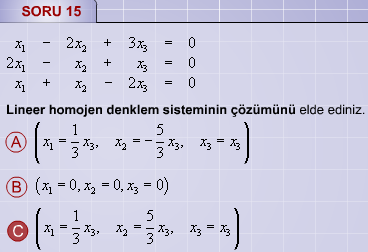 SORU 15
x₁ − 2x₂ + 3x₃ = 0
2x₁ − x₂ + x₃ = 0
x₁ + x₂ − 2x₃ = 0
Lineer homojen denklem sisteminin çözümünü elde ediniz.
A (x₁ = 1/3 x₃, x₂ = −5/3 x₃, x₃ = x₃)
B (x₁ = 0, x₂ = 0, x₃ = 0)
C (x₁ = 1/3 x₃, x₂ = 5/3 x₃, x₃ = x₃)